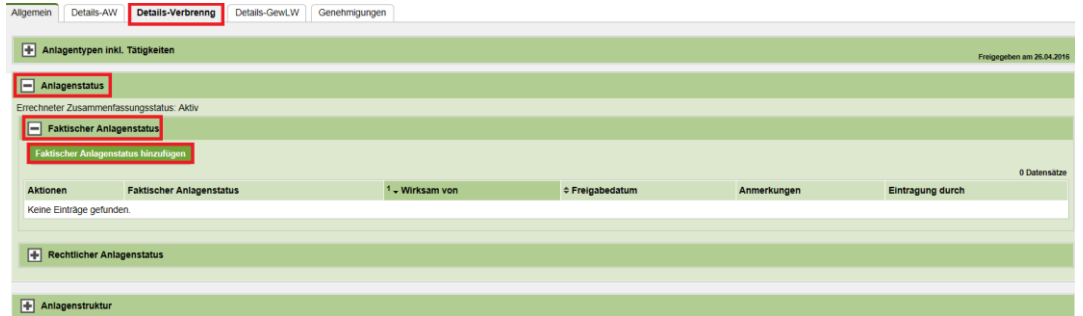 Allgemein Details-AW Details-Verbrenng Details-GewLW Genehmigungen
Anlagentypen inkl. Tätigkeiten
Freigegeben am 26.04.2016
Anlagenstatus
Errechneter Zusammenfassungsstatus: Aktiv
Faktischer Anlagenstatus
Faktischer Anlagenstatus hinzufügen
0 Datensätze
Aktionen Faktischer Anlagenstatus 1 Wirksam von Freigabedatum Anmerkungen Eintragung durch
Keine Einträge gefunden.
Rechtlicher Anlagenstatus
Anlagenstruktur